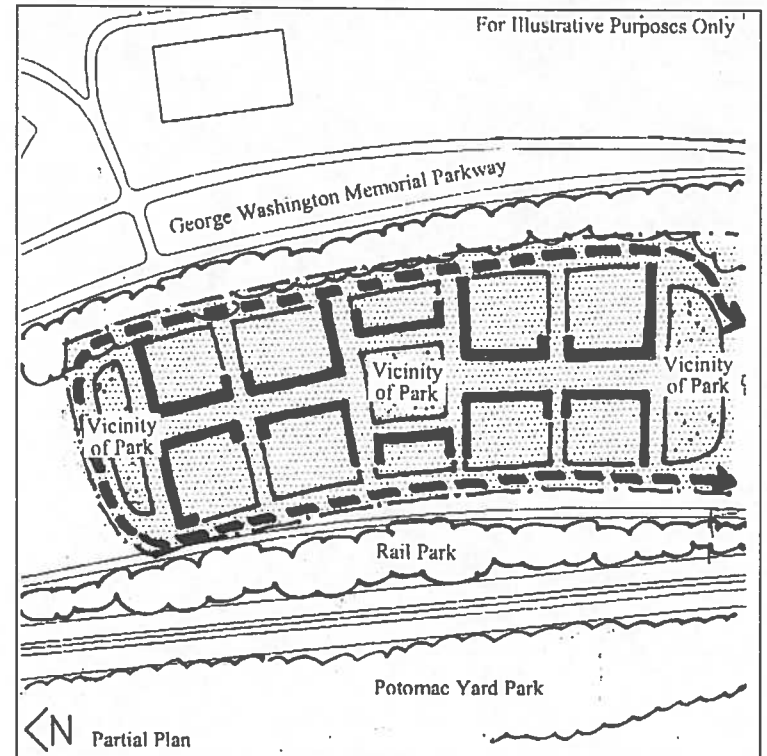 For Illustrative Purposes Only
George Washington Memorial Parkway
Vicinity
of Park
Vicinity
of Park
Vicinity
of Park
Rail Park
Potomac Yard Park
N Partial Plan